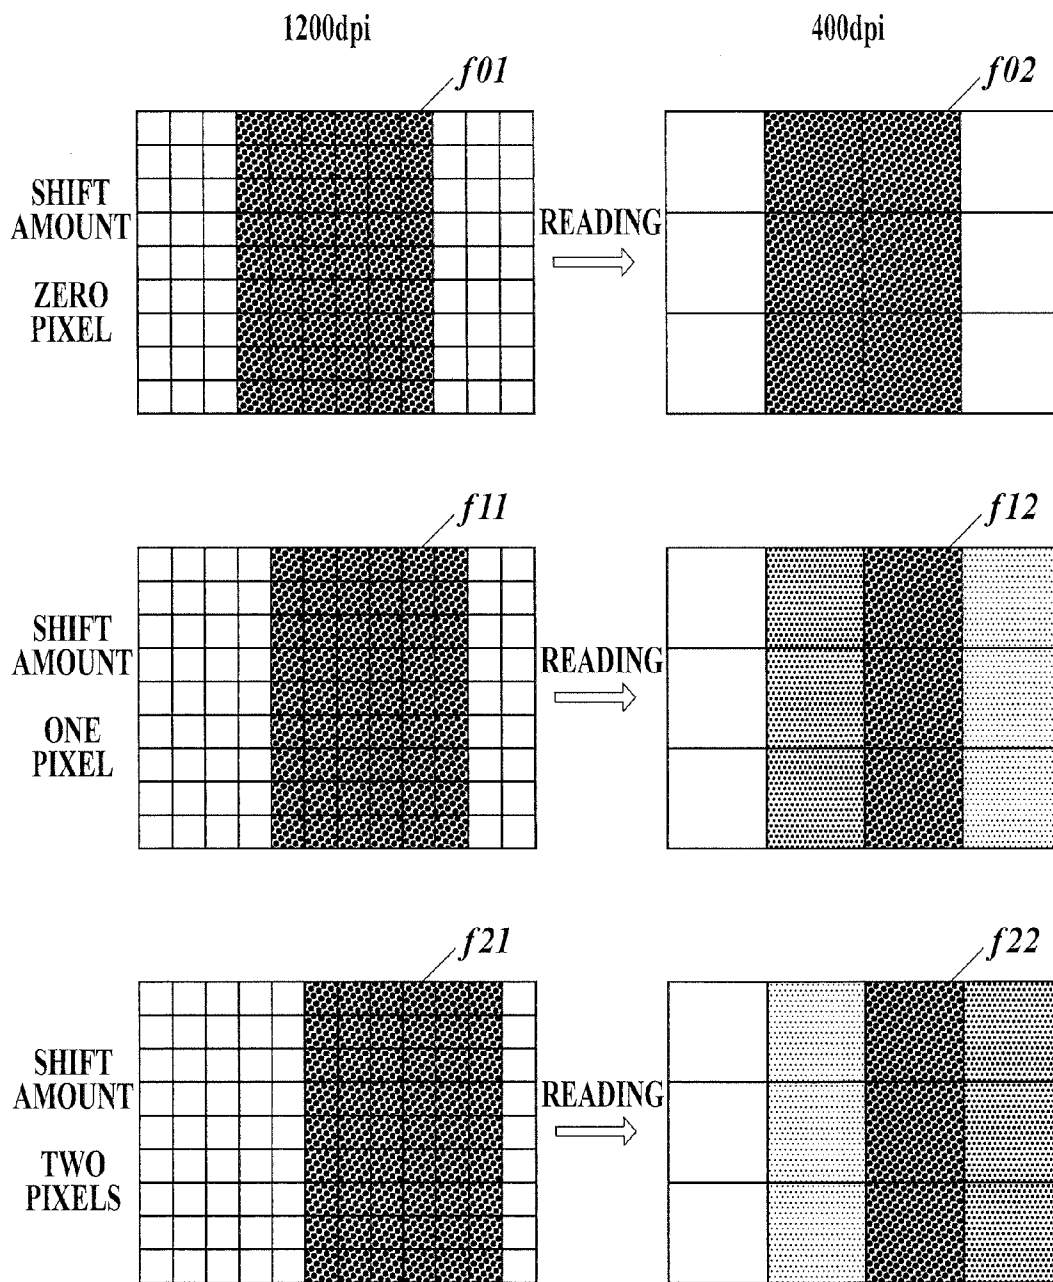 1200dpi
400dpi
f01
f02
SHIFT
AMOUNT
ZERO
PIXEL
READING
f11
f12
SHIFT
AMOUNT
ONE
PIXEL
READING
f21
f22
SHIFT
AMOUNT
TWO
PIXELS
READING